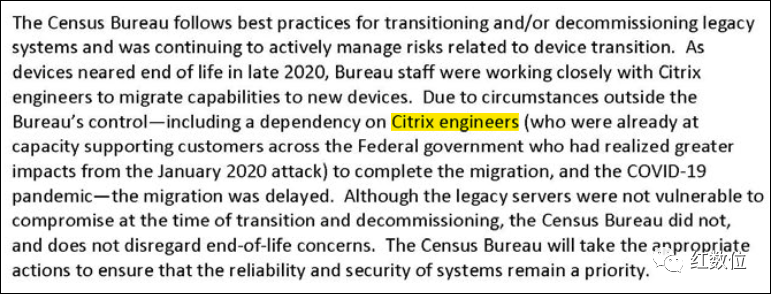 The Census Bureau follows best practices for transitioning and/or decommissioning legacy
systems and was continuing to actively manage risks related to device transition. As
devices neared end of life in late 2020, Bureau staff were working closely with Citrix
engineers to migrate capabilities to new devices. Due to circumstances outside the
Bureau's control—including a dependency on Citrix engineers (who were already at
capacity supporting customers across the Federal government who had realized greater
impacts from the January 2020 attack) to complete the migration, and the COVID-19
pandemic—the migration was delayed. Although the legacy servers were not vulnerable to
compromise at the time of transition and decommissioning, the Census Bureau did not,
and does not disregard end-of-life concerns. The Census Bureau will take the appropriate
actions to ensure that the reliability and security of systems remain a priority.
红数位